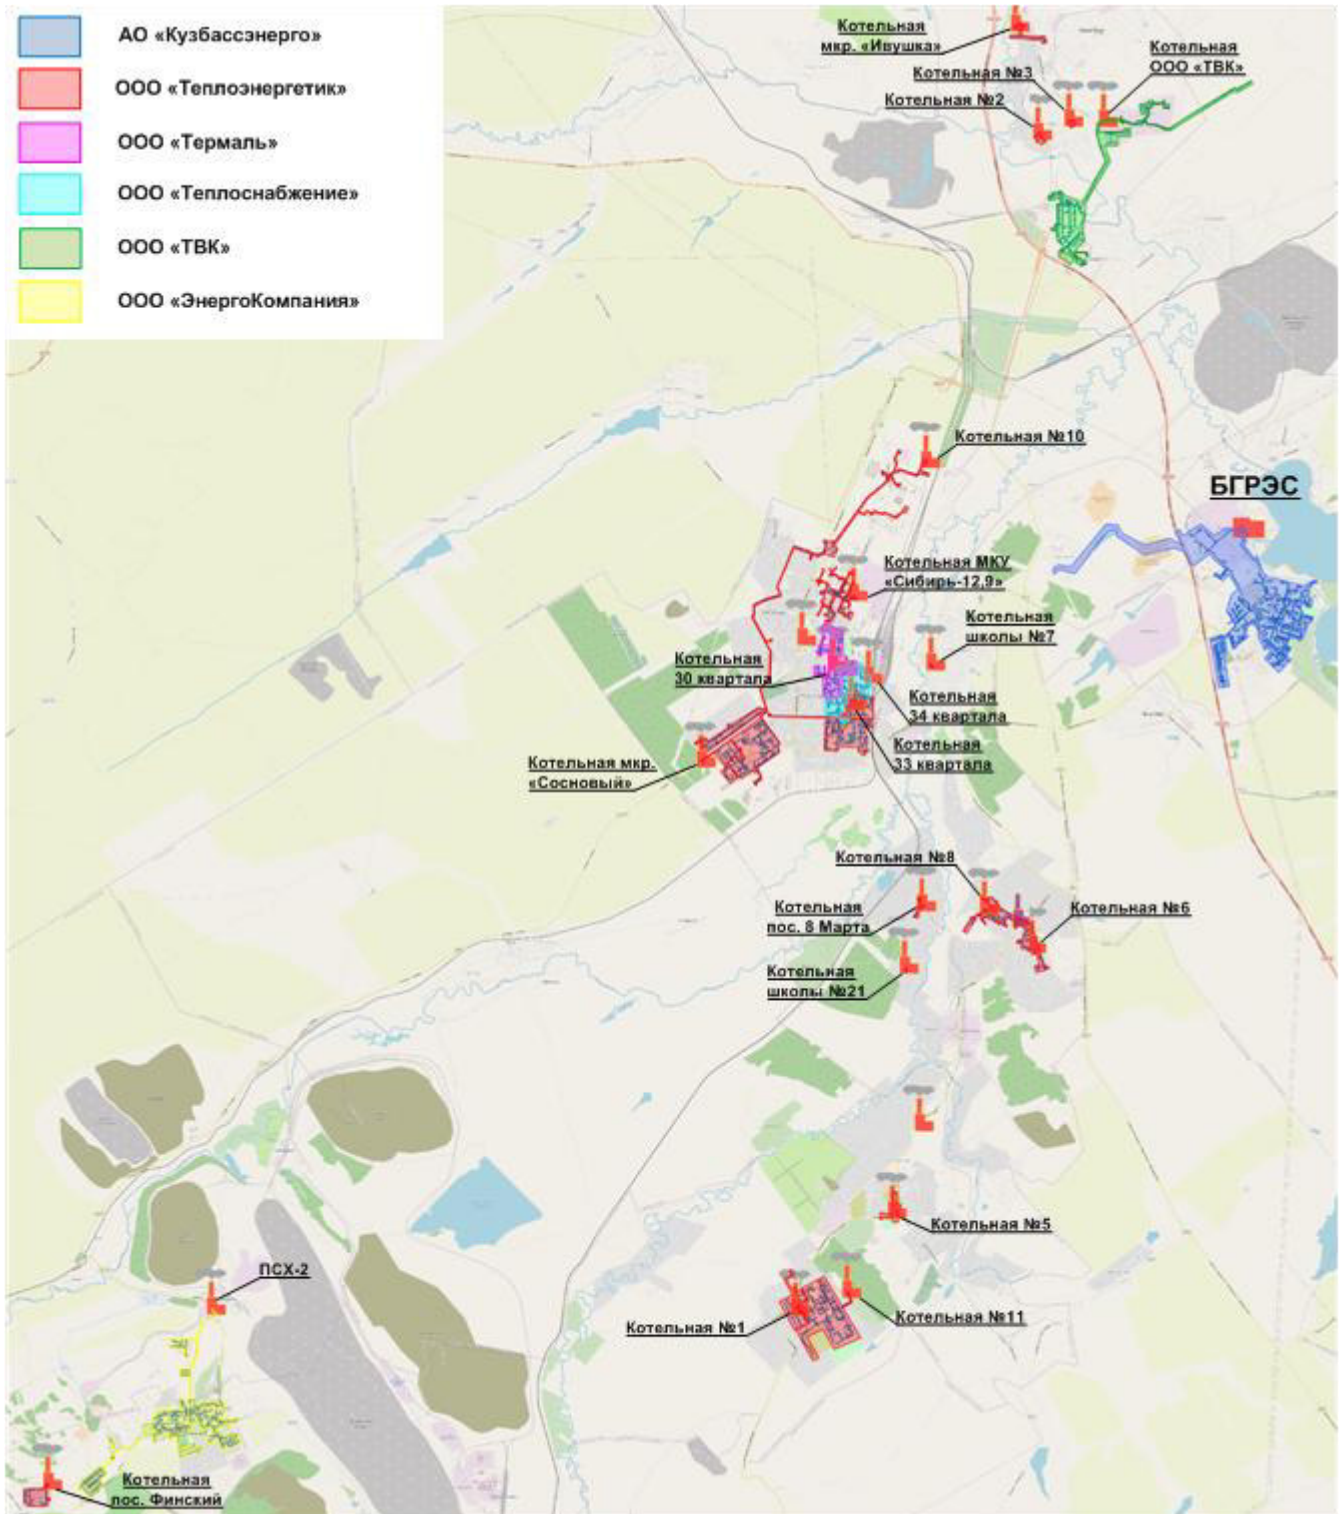 АО «Кузбассэнерго»
ООО «Теплоэнергетик»
ООО «Термаль»
ООО «Теплоснабжение»
ООО «ТВК»
ООО «ЭнергоКомпания»
Котельная
мкр. «Ивушка»
Котельная
ООО «ТВК»
Котельная №3
Котельная №2
Котельная №10
БГРЭС
Котельная МКУ
«Сибирь-12,9»
Котельная
школы №7
Котельная
30 квартала
Котельная
34 квартала
Котельная
33 квартала
Котельная мкр.
«Сосновый»
Котельная №8
Котельная
пос. 8 Марта
Котельная №6
Котельная
школы №21
Котельная №5
ПСХ-2
Котельная №11
Котельная №1
Котельная
пос. Финский